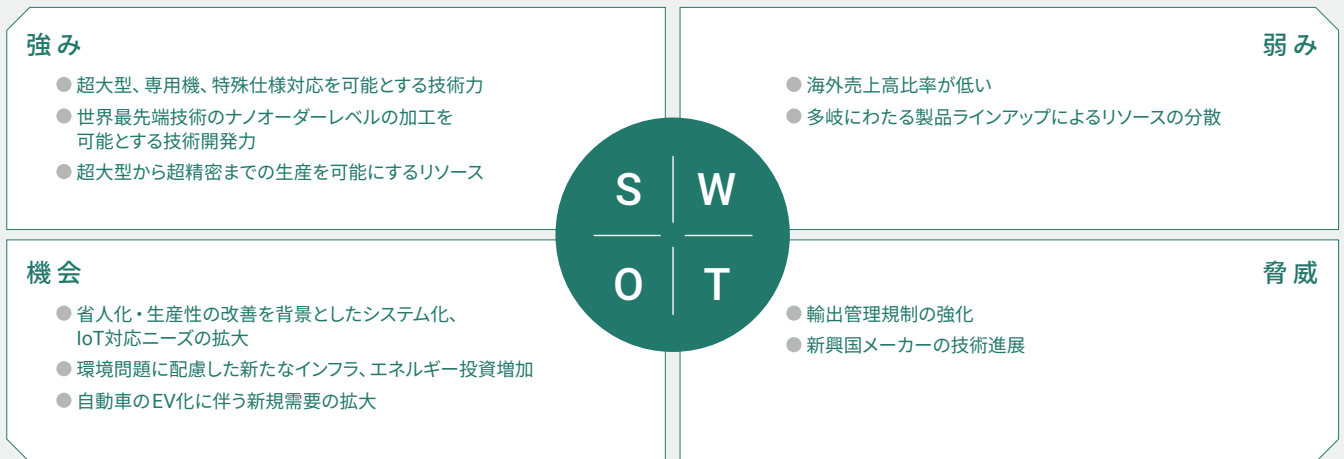 強み
● 超大型、専用機、特殊仕様対応を可能とする技術力
● 世界最先端技術のナノオーダーレベルの加工を
可能とする技術開発力
● 超大型から超精密までの生産を可能にするリソース
弱み
● 海外売上高比率が低い
● 多岐にわたる製品ラインアップによるリソースの分散
S W
O T
機会
● 省人化・生産性の改善を背景としたシステム化、
IoT対応ニーズの拡大
● 環境問題に配慮した新たなインフラ、エネルギー投資増加
● 自動車のEV化に伴う新規需要の拡大
脅威
● 輸出管理規制の強化
● 新興国メーカーの技術進展